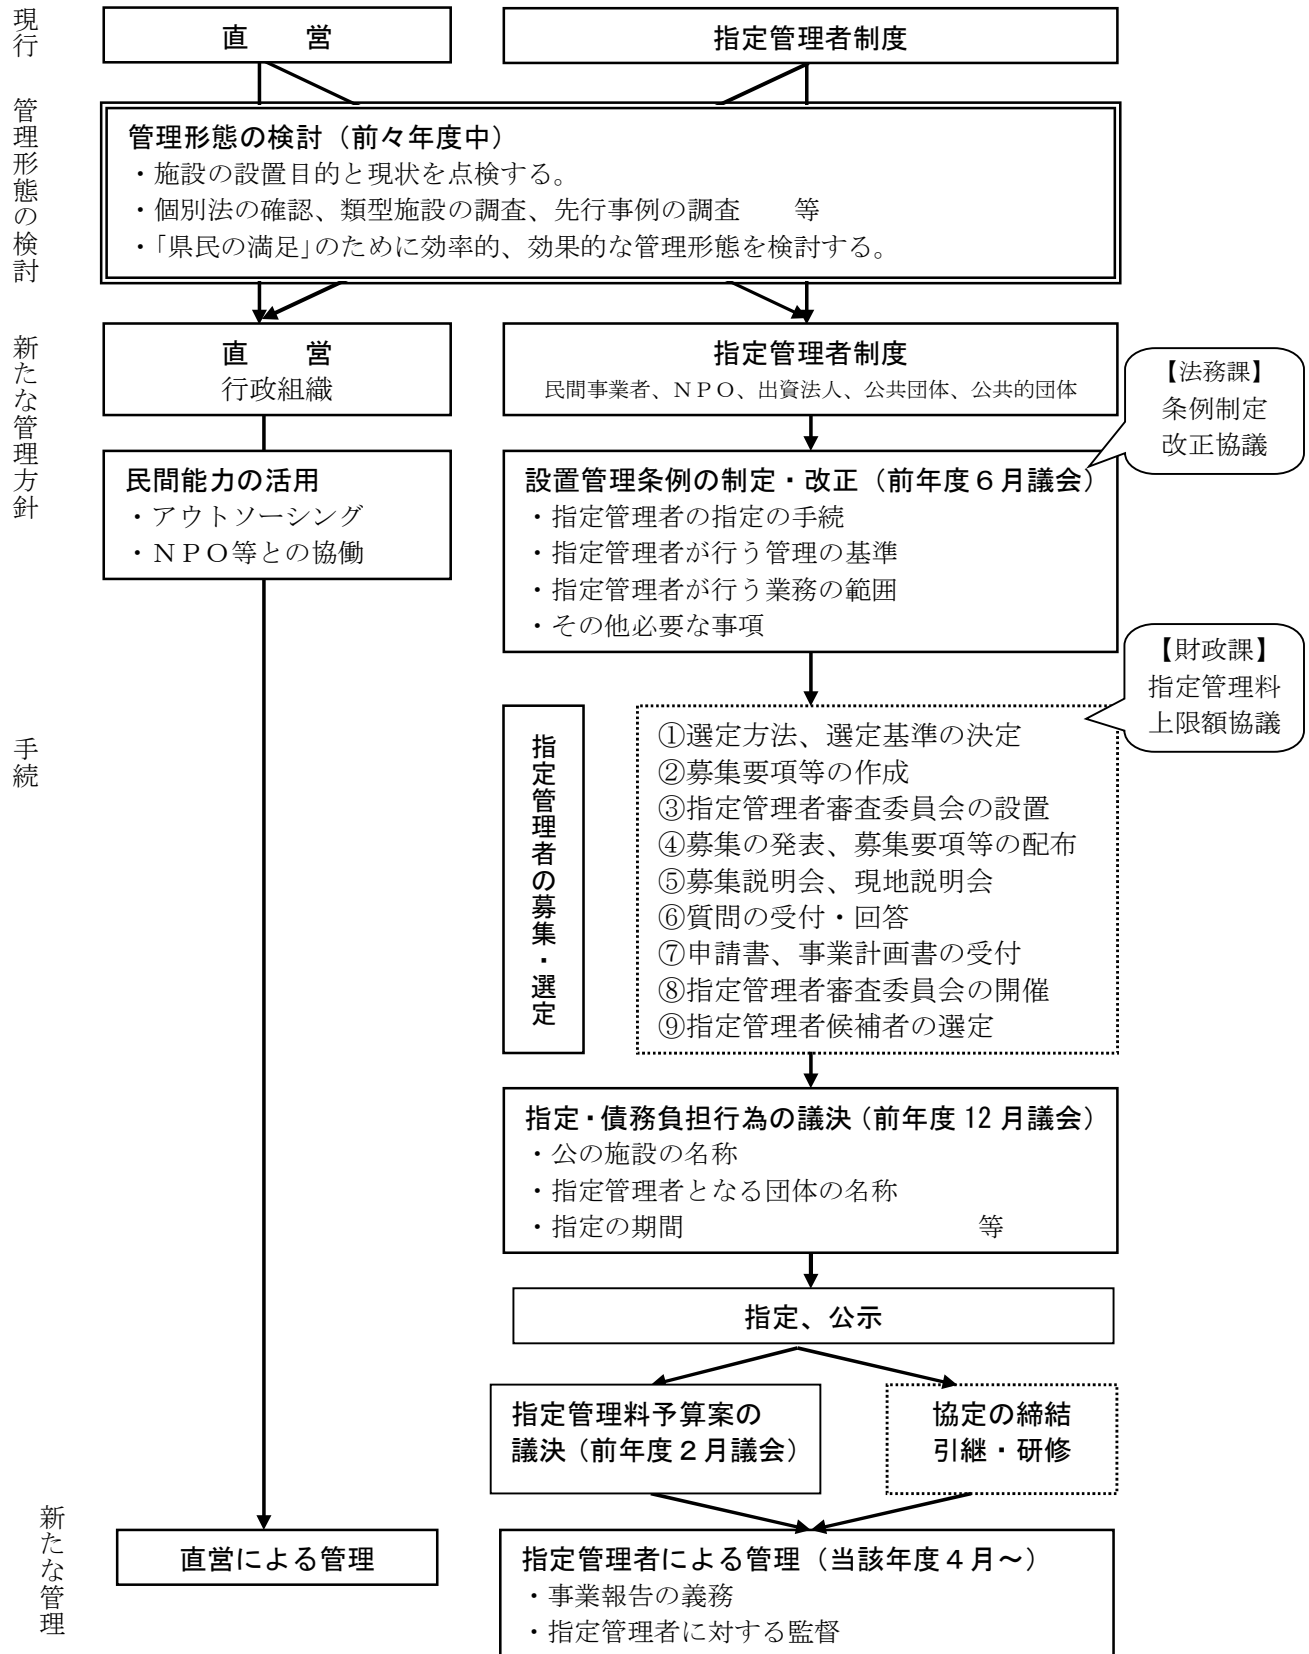 現行
直　　営
指定管理者制度
管理形態の検討
管理形態の検討（前々年度中）
・施設の設置目的と現状を点検する。
・個別法の確認、類型施設の調査、先行事例の調査　　等
・「県民の満足」のために効率的、効果的な管理形態を検討する。
新たな管理方針
直　　営
行政組織
指定管理者制度
民間事業者、ＮＰＯ、出資法人、公共団体、公共的団体
【法務課】
条例制定
改正協議
民間能力の活用
・アウトソーシング
・ＮＰＯ等との協働
設置管理条例の制定・改正（前年度６月議会）
・指定管理者の指定の手続
・指定管理者が行う管理の基準
・指定管理者が行う業務の範囲
・その他必要な事項
【財政課】
指定管理料
上限額協議
手続
指定管理者の募集・選定
①選定方法、選定基準の決定
②募集要項等の作成
③指定管理者審査委員会の設置
④募集の発表、募集要項等の配布
⑤募集説明会、現地説明会
⑥質問の受付・回答
⑦申請書、事業計画書の受付
⑧指定管理者審査委員会の開催
⑨指定管理者候補者の選定
指定・債務負担行為の議決（前年度 12 月議会）
・公の施設の名称
・指定管理者となる団体の名称
・指定の期間　　　　　　　　　　　等
指定、公示
指定管理料予算案の
議決（前年度２月議会）
協定の締結
引継・研修
新たな管理
直営による管理
指定管理者による管理（当該年度４月～）
・事業報告の義務
・指定管理者に対する監督